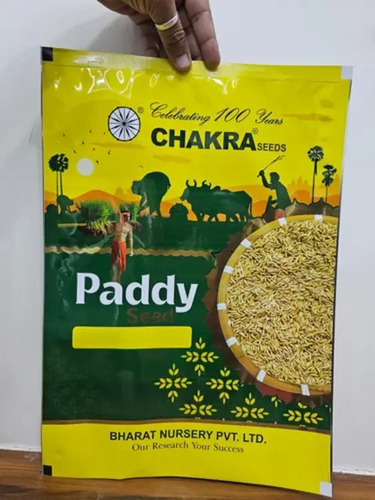 Celebrating 100 Years
CHAKRA® SEEDS
Paddy
Seed
BHARAT NURSERY PVT. LTD.
Our Research Your Success